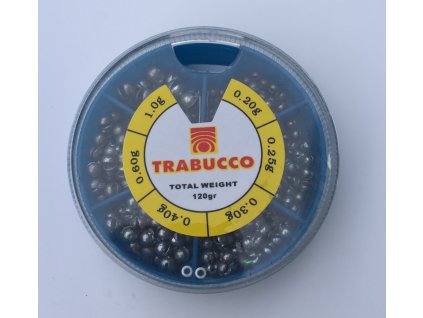 1.0g
0.20g
0.60g
0.25g
0.40g
0.30g
TRABUCCO
TOTAL WEIGHT
120gr